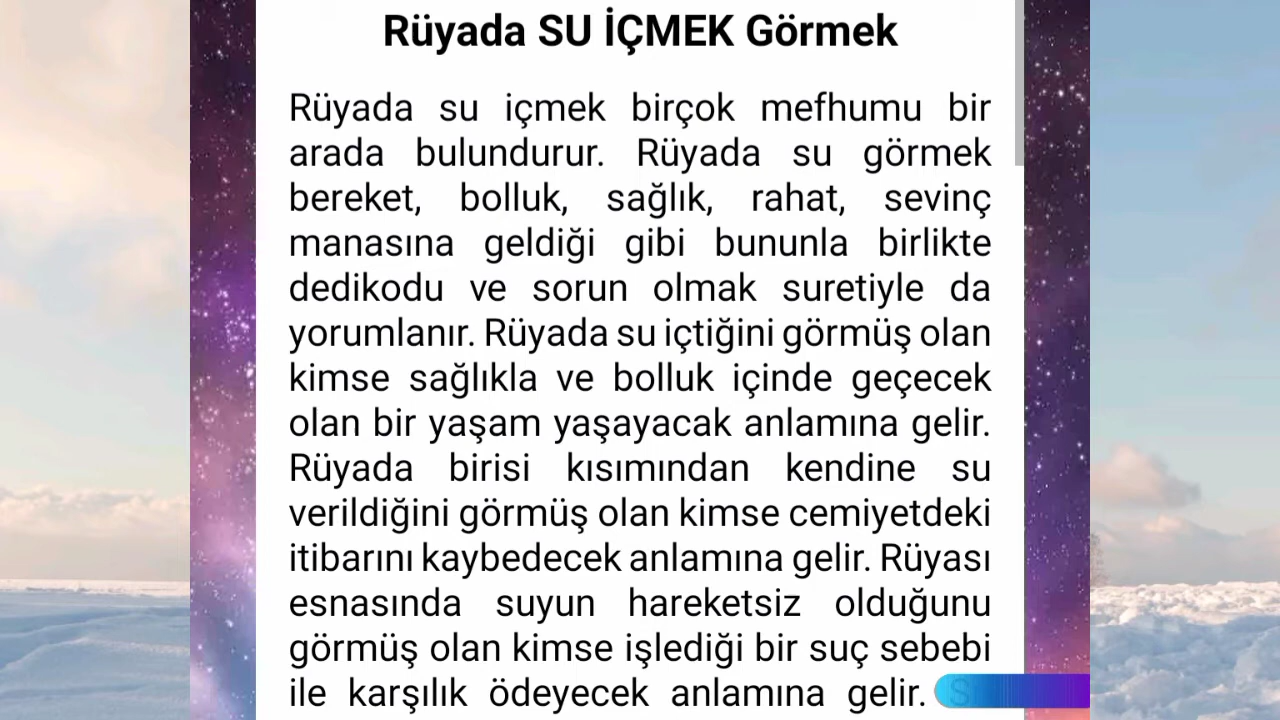 Rüyada SU İÇMEK Görmek
Rüyada su içmek birçok mefhumu bir
arada bulundurur. Rüyada su görmek
bereket, bolluk, sağlık, rahat, sevinç
manasına geldiği gibi bununla birlikte
dedikodu ve sorun olmak suretiyle da
yorumlanır. Rüyada su içtiğini görmüş olan
kimse sağlıkla ve bolluk içinde geçecek
olan bir yaşam yaşayacak anlamına gelir.
Rüyada birisi kısımından kendine su
verildiğini görmüş olan kimse cemiyetdeki
itibarını kaybedecek anlamına gelir. Rüyası
esnasında suyun hareketsiz olduğunu
görmüş olan kimse işlediği bir suç sebebi
ile karşılık ödeyecek anlamına gelir.